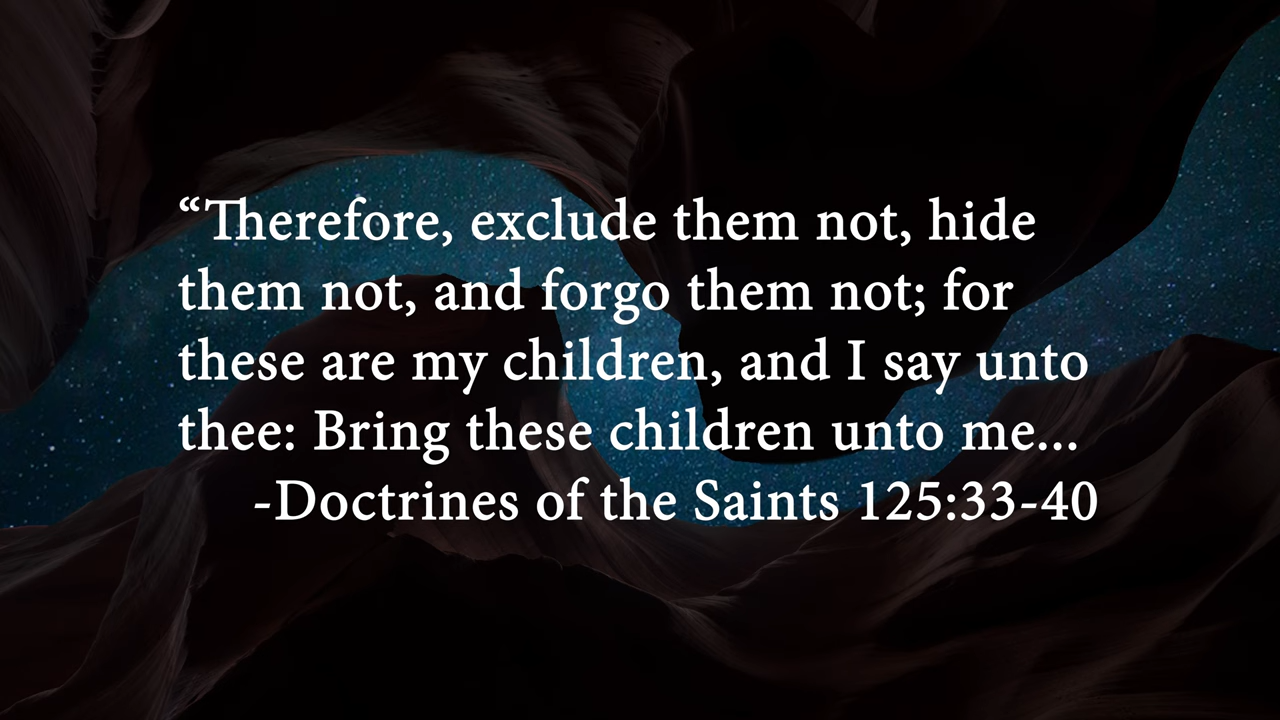 “Therefore, exclude them not, hide
them not, and forgo them not; for
these are my children, and I say unto
thee: Bring these children unto me...
-Doctrines of the Saints 125:33-40